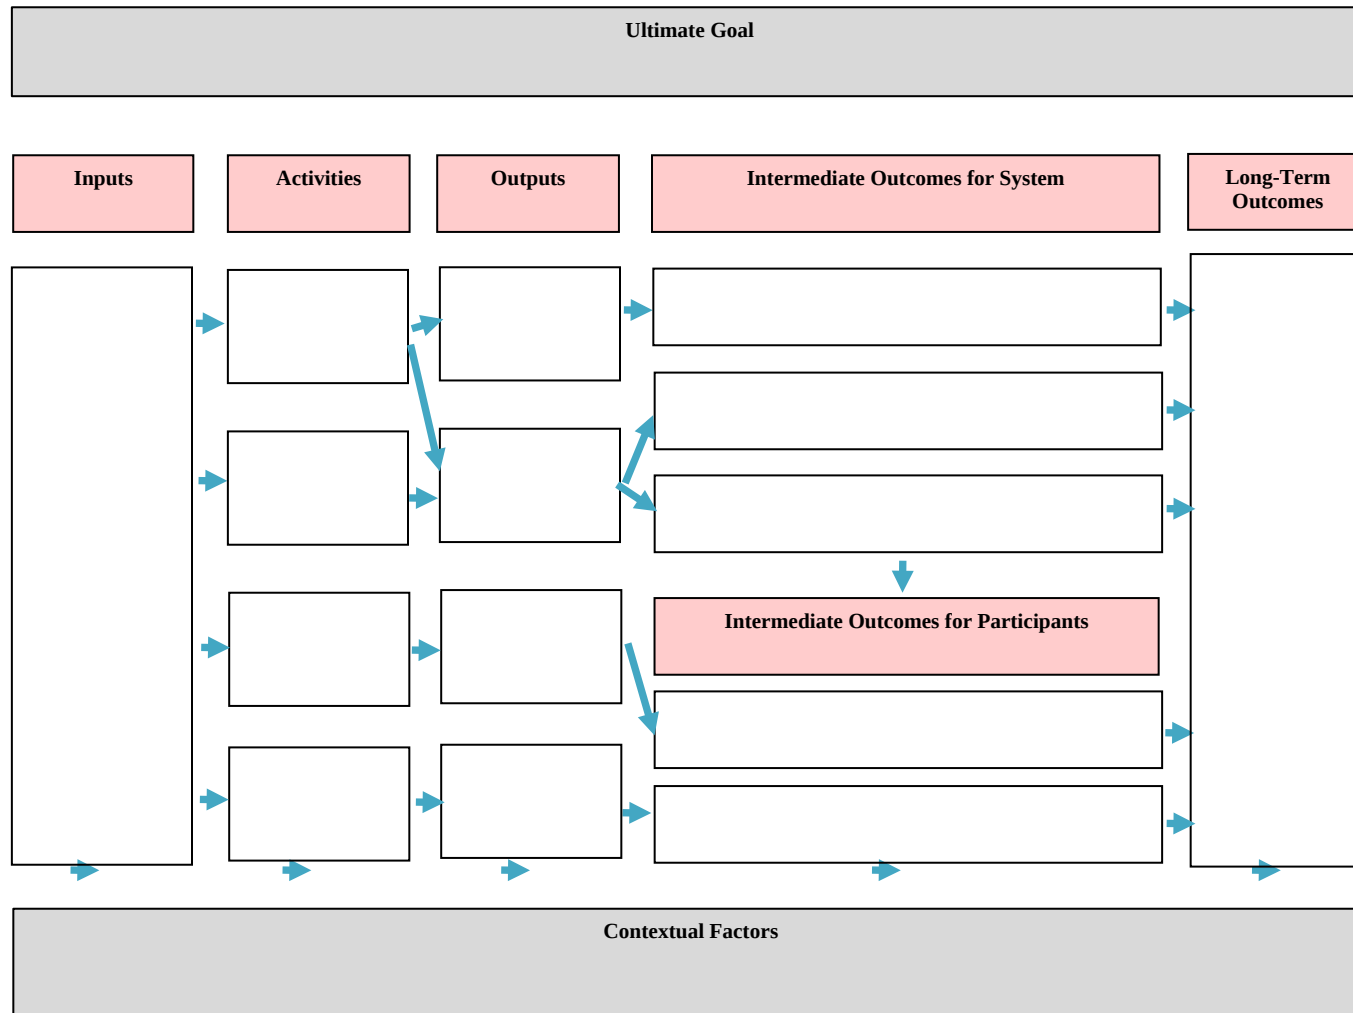 Ultimate Goal
Inputs
Activities
Outputs
Intermediate Outcomes for System
Long-Term
Outcomes
Intermediate Outcomes for Participants
Contextual Factors